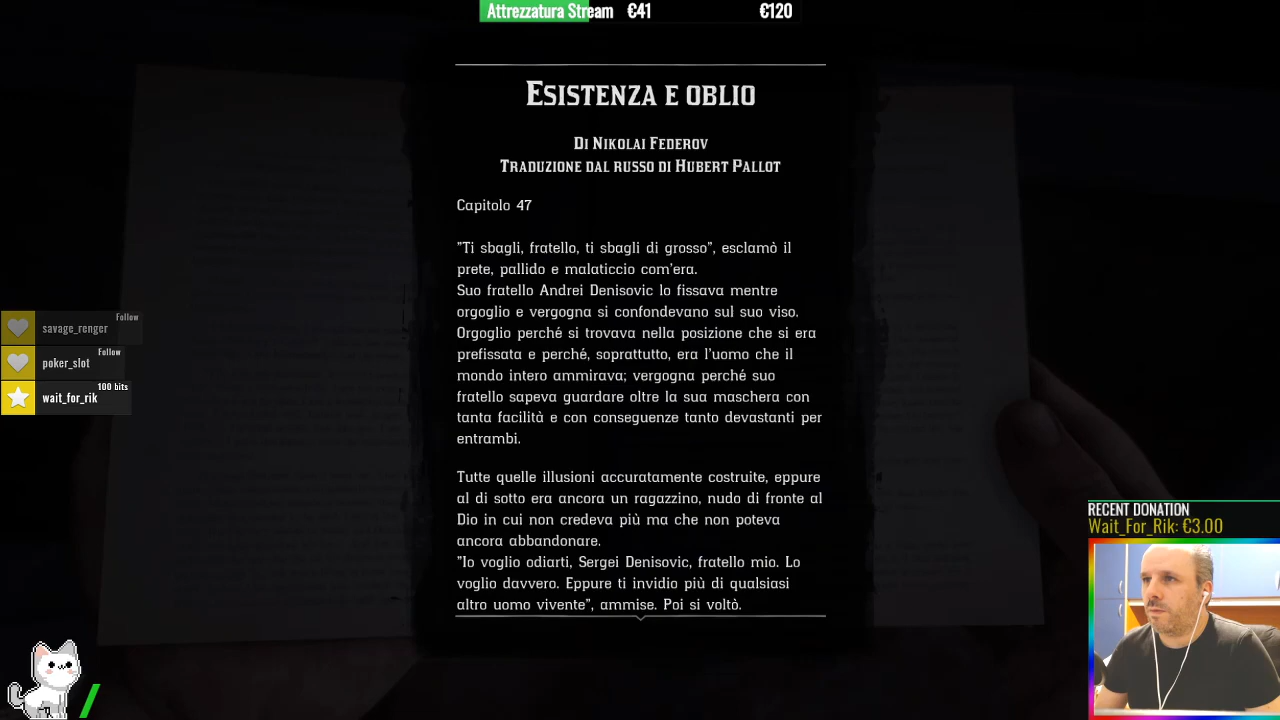 Attrezzatura Stream €41 €120
ESISTENZA E OBLIO
DI NIKOLAI FEDEROV
TRADUZIONE DAL RUSSO DI HUBERT PALLOT
Capitolo 47
"Ti sbagli, fratello, ti sbagli di grosso", esclamò il
prete, pallido e malaticcio com'era.
Suo fratello Andrei Denisovic lo fissava mentre
orgoglio e vergogna si confondevano sul suo viso.
Orgoglio perché si trovava nella posizione che si era
prefissata e perché, soprattutto, era l'uomo che il
mondo intero ammirava; vergogna perché suo
fratello sapeva guardare oltre la sua maschera con
tanta facilità e con conseguenze tanto devastanti per
entrambi.
Tutte quelle illusioni accuratamente costruite, eppure
al di sotto era ancora un ragazzino, nudo di fronte al
Dio in cui non credeva più ma che non poteva
ancora abbandonare.
"Io voglio odiarti, Sergei Denisovic, fratello mio. Lo
voglio davvero. Eppure ti invidio più di qualsiasi
altro uomo vivente", ammise. Poi si voltò.
Follow
savage_renger
Follow
poker_slot
100 bits
wait_for_rik
RECENT DONATION
Wait_For_Rik: €3.00